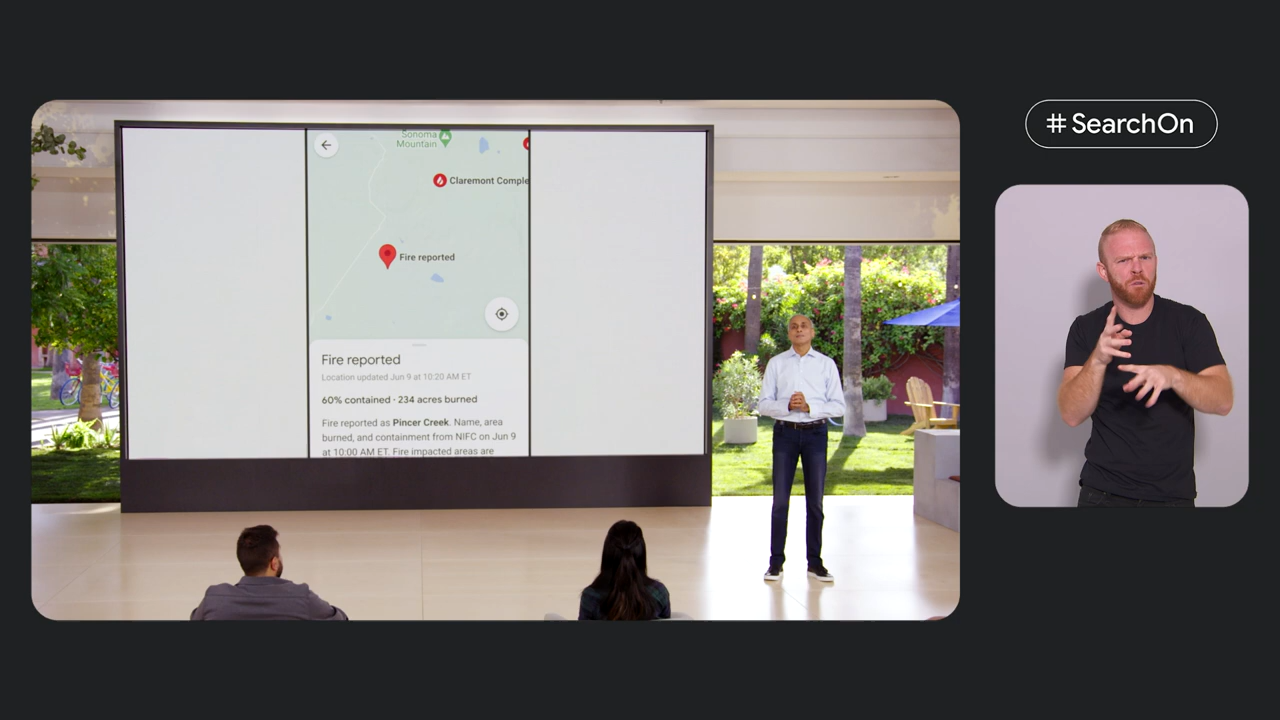 # SearchOn
Sonoma
Mountain
Claremont Comple
Fire reported
Fire reported
Location updated Jun 9 at 10:20 AM ET
60% contained · 234 acres burned
Fire reported as Pincer Creek. Name, area
burned, and containment from NIFC on Jun 9
at 10:00 AM ET. Fire impacted areas are